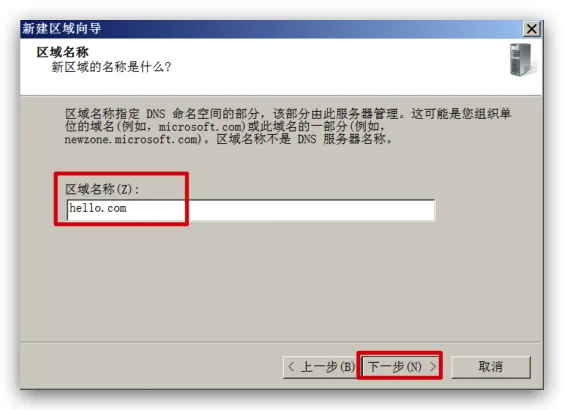 新建区域向导
区域名称
新区域的名称是什么?
区域名称指定 DNS 命名空间的部分，该部分由此服务器管理。这可能是您组织单
位的域名(例如，microsoft.com)或此域名的一部分(例如，
newzone.microsoft.com)。区域名称不是 DNS 服务器名称。
区域名称(Z):
hello.com
< 上一步(B) 下一步(N) > 取消